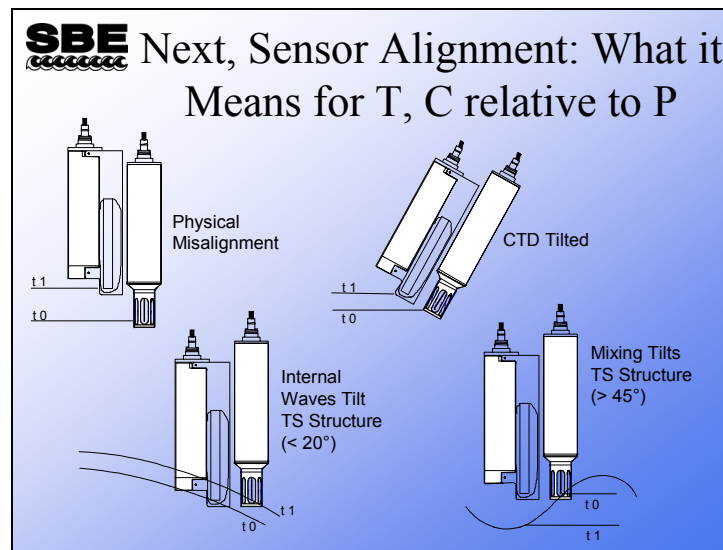 SBE Next, Sensor Alignment: What it
Means for T, C relative to P
Physical
Misalignment
t 1
t 0
CTD Tilted
t 1
t 0
Internal
Waves Tilt
TS Structure
(< 20°)
t 1
t 0
Mixing Tilts
TS Structure
(> 45°)
t 0
t 1